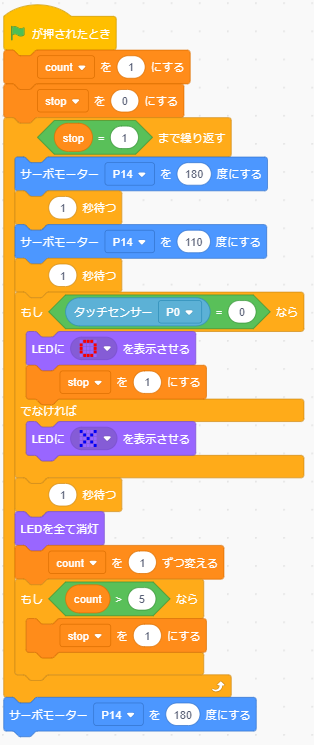 が押されたとき
count を 1 にする
stop を 0 にする
stop = 1 まで繰り返す
サーボモーター P14 を 180 度にする
1 秒待つ
サーボモーター P14 を 110 度にする
1 秒待つ
もし タッチセンサー P0 = 0 なら
LEDに を表示させる
stop を 1 にする
でなければ
LEDに を表示させる
1 秒待つ
LEDを全て消灯
count を 1 ずつ変える
もし count > 5 なら
stop を 1 にする
サーボモーター P14 を 180 度にする